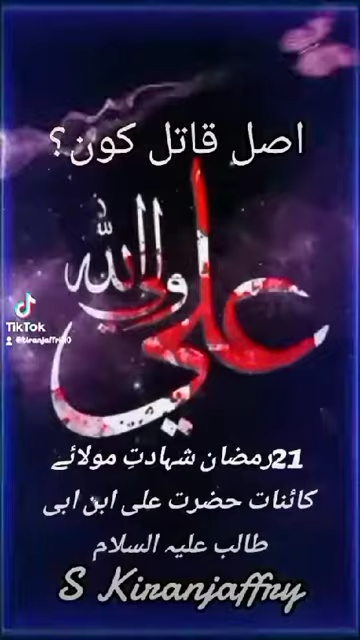 اصل قاتل کون؟
علی ولی اللہ
TikTok
21رمضان شہادتِ مولائے
کائنات حضرت علی ابن ابی
طالب علیہ السلام
S Kiranjaffry